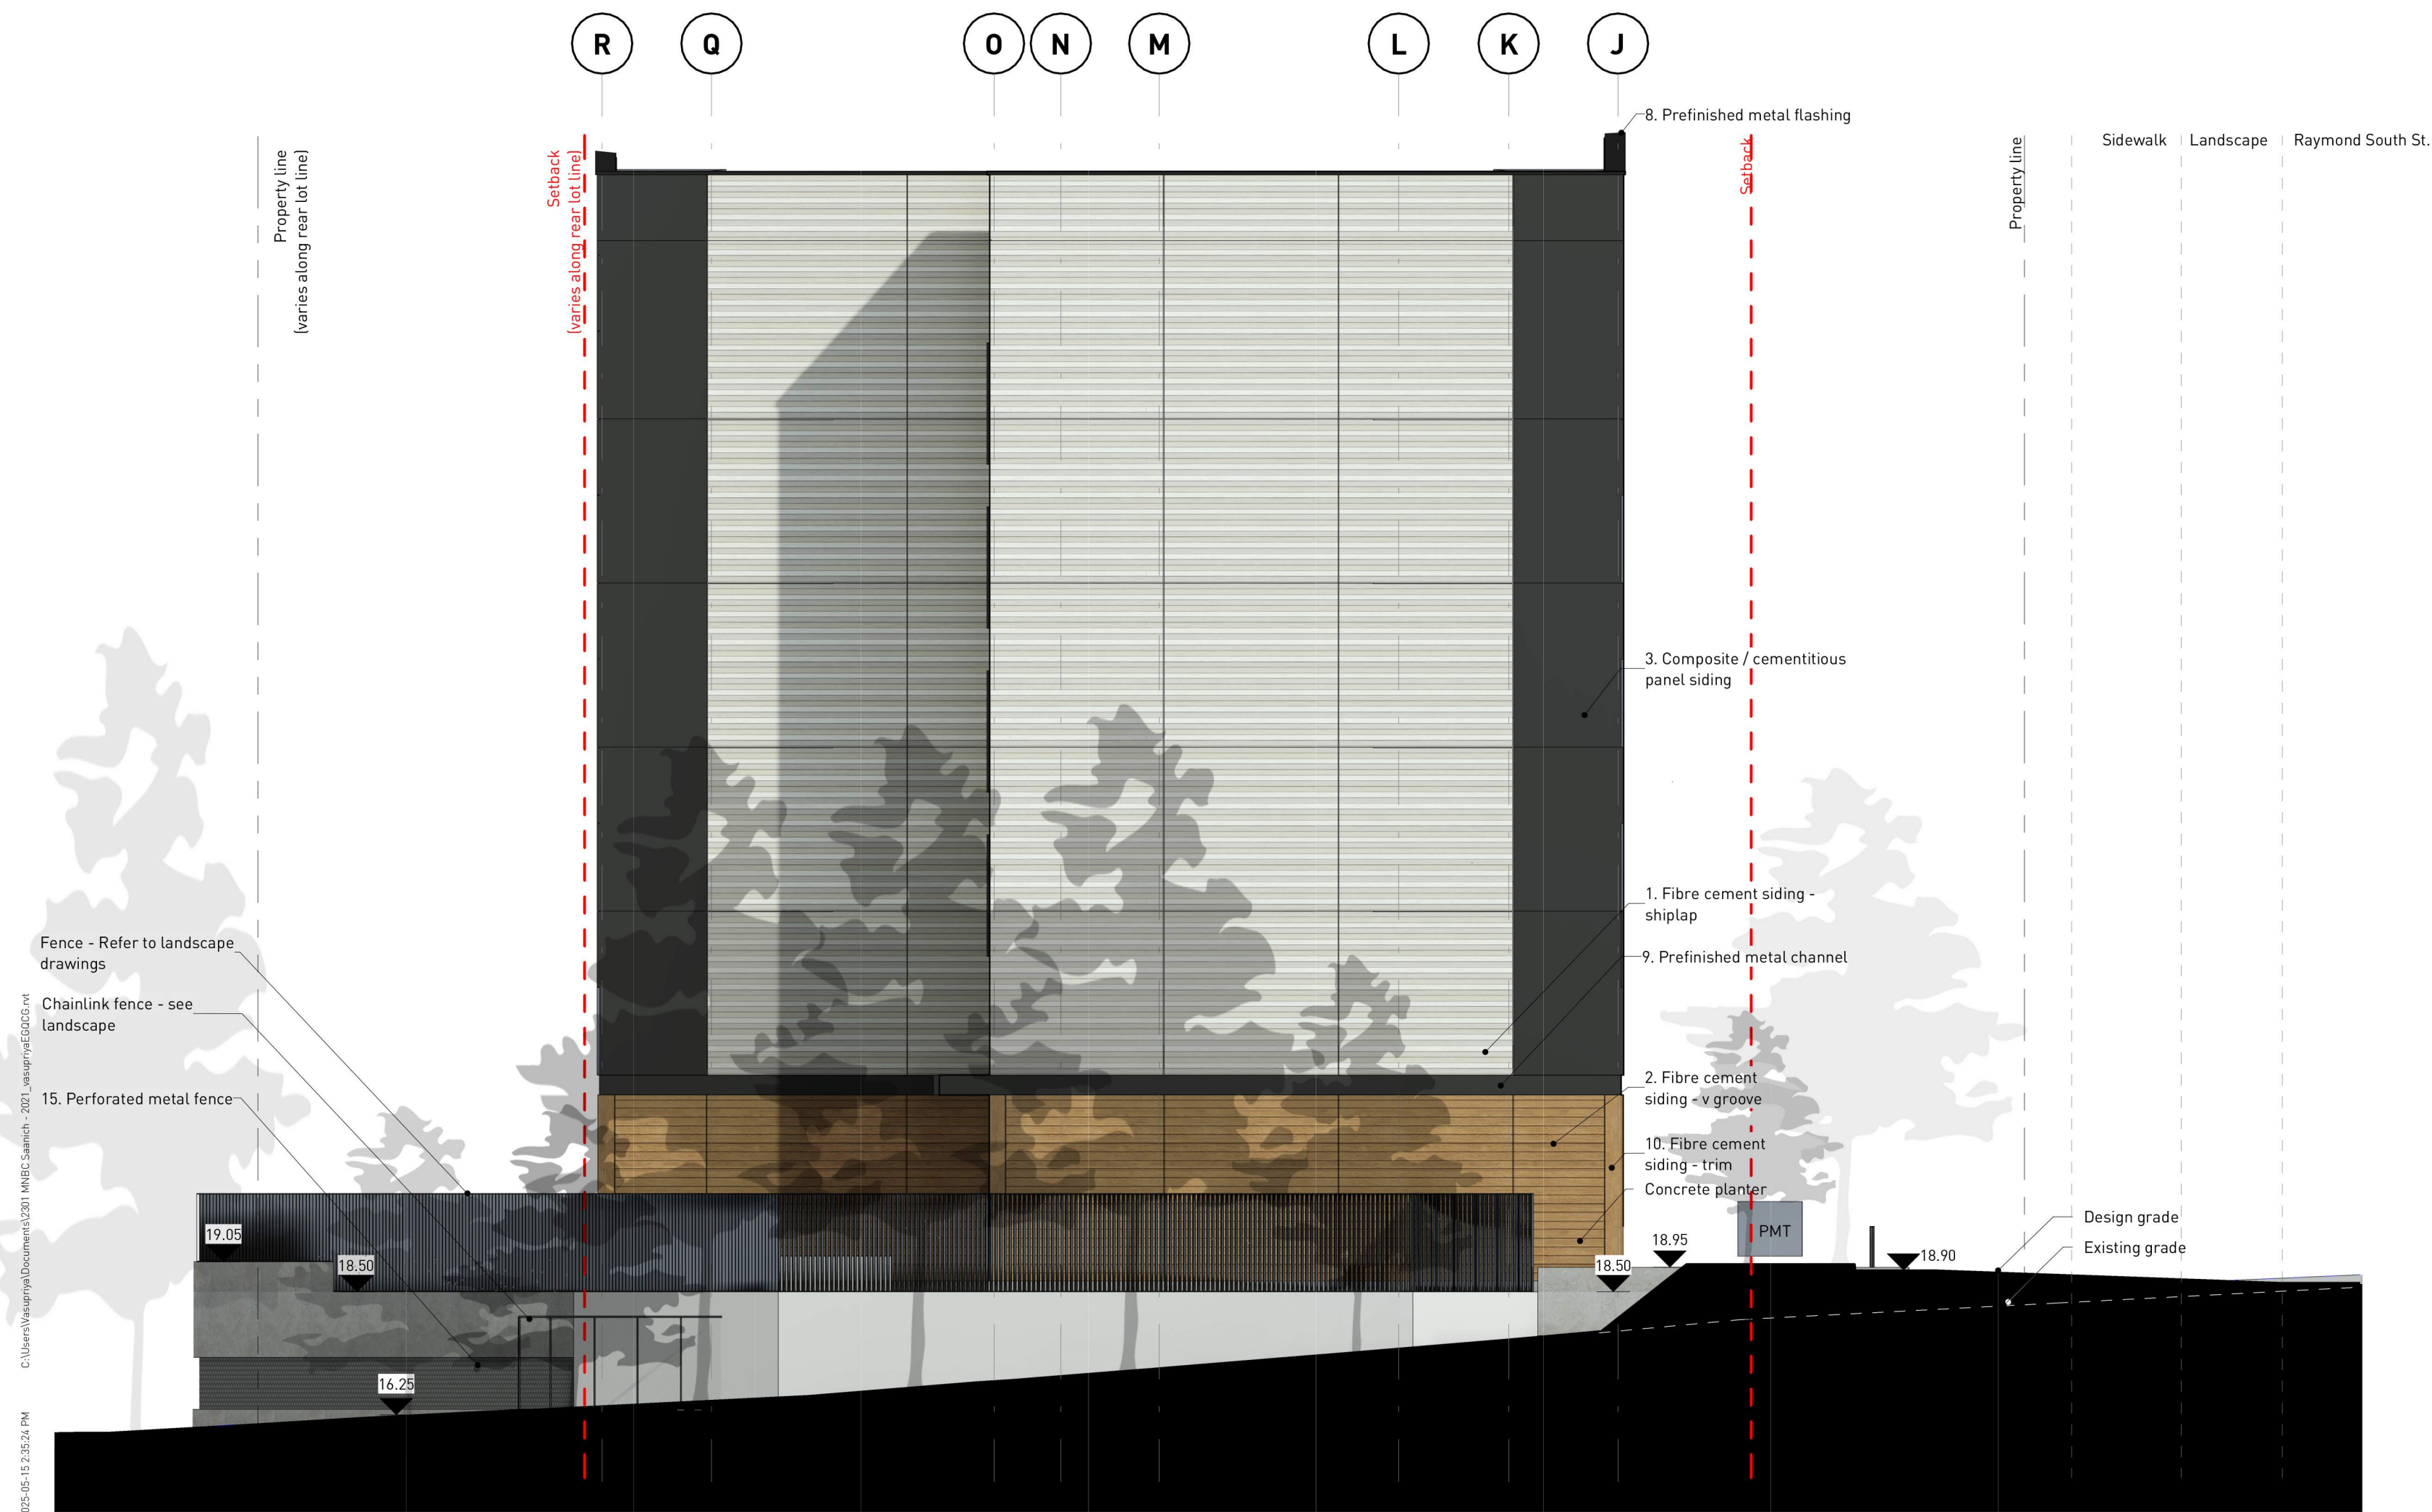 R
Q
O
N
M
L
K
J
8. Prefinished metal flashing
Property line
(varies along rear lot line)
Setback
(varies along rear lot line)
Setback
Property line
Sidewalk
Landscape
Raymond South St.
3. Composite / cementitious
panel siding
1. Fibre cement siding -
shiplap
9. Prefinished metal channel
Fence - Refer to landscape
drawings
Chainlink fence - see
landscape
15. Perforated metal fence
2. Fibre cement
siding - v groove
10. Fibre cement
siding - trim
Concrete planter
PMT
Design grade
Existing grade
19.05
18.50
18.50
18.95
18.90
16.25
C:\Users\Vasupriya\Documents\2301 MNBC Saanich - 2021_vasupriyaEGQCG.rvt
025-05-15 2:35:24 PM